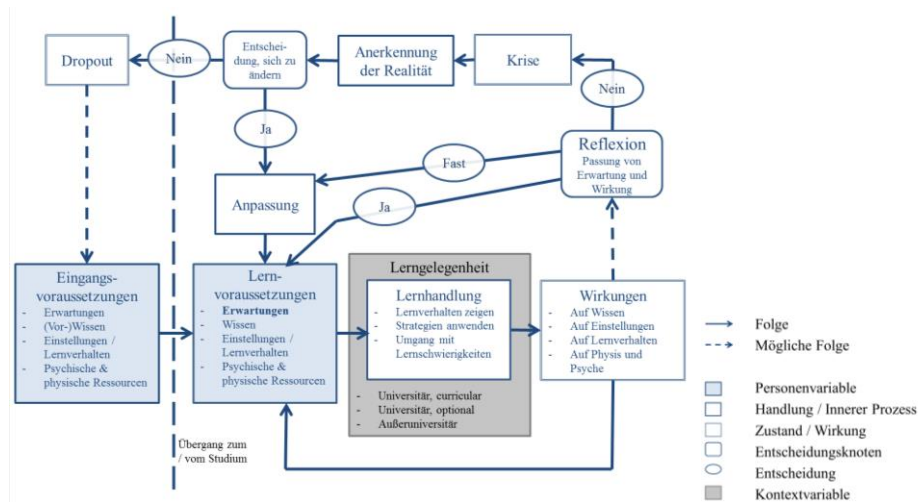 Dropout
Nein
Entschei-
dung, sich zu
ändern
Anerkennung
der Realität
Krise
Nein
Ja
Fast
Reflexion
Passung von
Erwartung und
Wirkung
Anpassung
Ja
Eingangs-
voraussetzungen
- Erwartungen
- (Vor-)Wissen
- Einstellungen /
Lernverhalten
- Psychische &
physische Ressourcen
Lern-
voraussetzungen
- Erwartungen
- Wissen
- Einstellungen /
Lernverhalten
- Psychische &
physische Ressourcen
Lerngelegenheit
Lernhandlung
- Lernverhalten zeigen
- Strategien anwenden
- Umgang mit
Lernschwierigkeiten
- Universitär, curricular
- Universitär, optional
- Außeruniversitär
Wirkungen
- Auf Wissen
- Auf Einstellungen
- Auf Lernverhalten
- Auf Physis und
Psyche
Übergang zum
/ vom Studium
Folge
Mögliche Folge
Personenvariable
Handlung / Innerer Prozess
Zustand / Wirkung
Entscheidungsknoten
Entscheidung
Kontextvariable